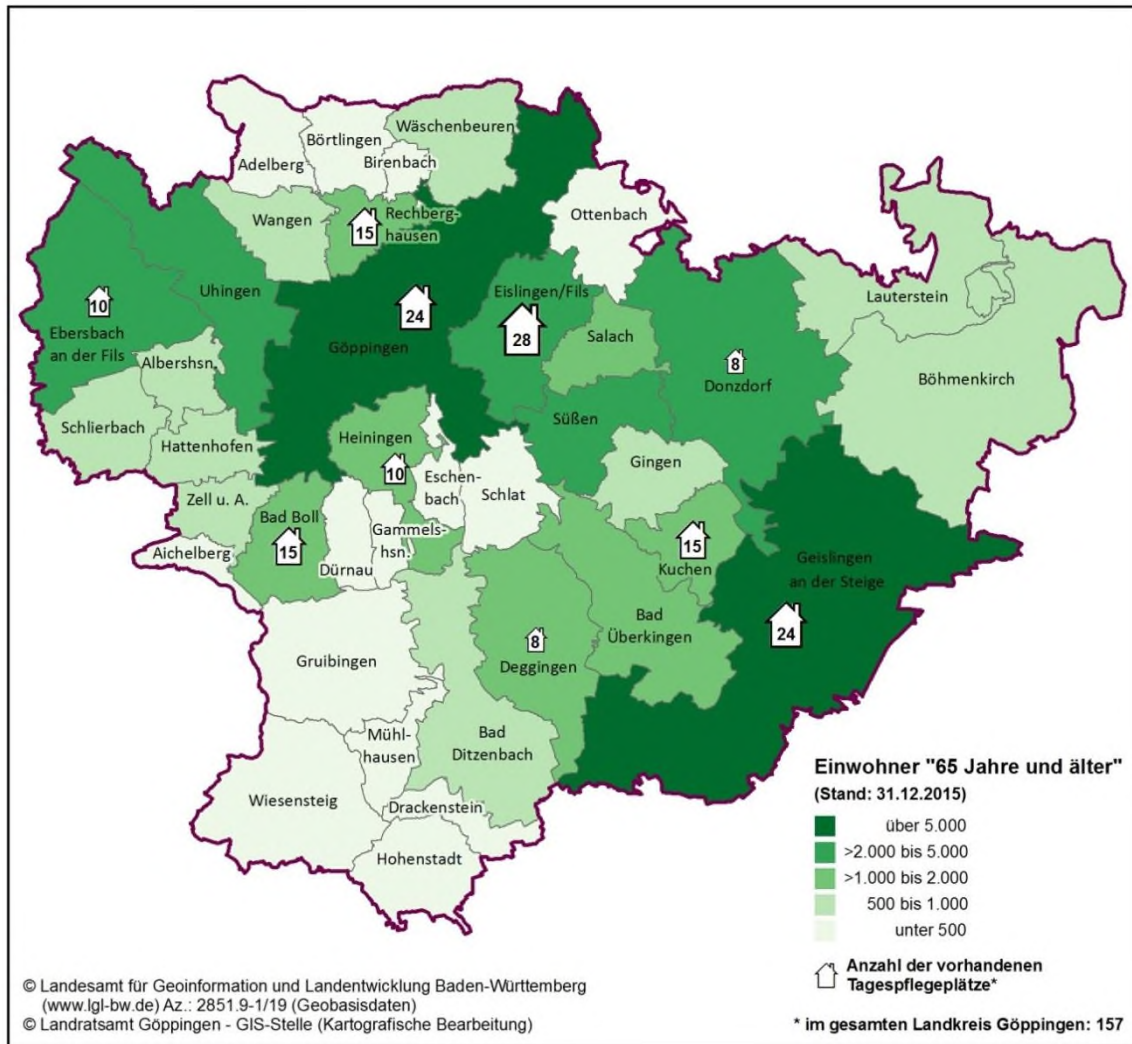 Wäschenbeuren
Börtlingen
Adelberg
Birenbach
Ottenbach
Wangen
Rechberg-
hausen
15
Uhingen
Eislingen/Fils
Lauterstein
10
24
28
Ebersbach
an der Fils
Göppingen
Salach
Albershsn.
8
Donzdorf
Böhmenkirch
Schlierbach
Hattenhofen
Heiningen
Süßen
10
Eschen-
bach
Schlat
Gingen
Zell u. A.
Bad Boll
15
Gammels-
hsn.
15
Kuchen
Aichelberg
Dürnau
Geislingen
an der Steige
24
Gruibingen
8
Deggingen
Bad
Überkingen
Mühl-
hausen
Bad
Ditzenbach
Wiesensteig
Drackenstein
Hohenstadt
Einwohner "65 Jahre und älter"
(Stand: 31.12.2015)
über 5.000
>2.000 bis 5.000
>1.000 bis 2.000
500 bis 1.000
unter 500
Anzahl der vorhandenen
Tagespflegeplätze*
* im gesamten Landkreis Göppingen: 157
© Landesamt für Geoinformation und Landentwicklung Baden-Württemberg
(www.lgl-bw.de) Az.: 2851.9-1/19 (Geobasisdaten)
© Landratsamt Göppingen - GIS-Stelle (Kartografische Bearbeitung)